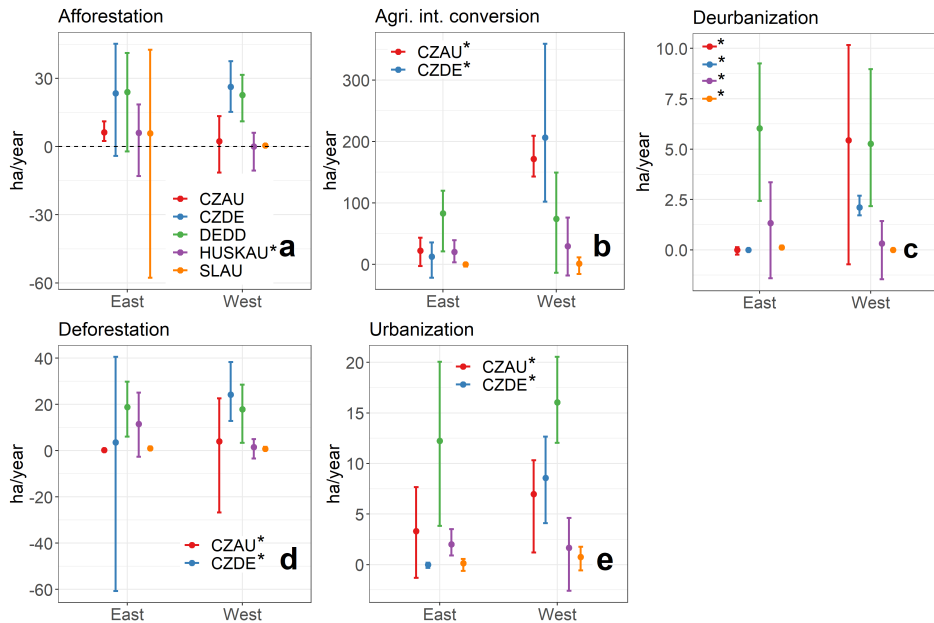 Afforestation
ha/year
30
0
-30
-60
CZAU
CZDE
DEDD
HUSKAU*
SLAU
a
East
West
Agri. int. conversion
ha/year
300
200
100
0
CZAU*
CZDE*
b
East
West
Deurbanization
ha/year
10.0
7.5
5.0
2.5
0.0
*
*
*
*
c
East
West
Deforestation
ha/year
40
20
0
-20
-40
-60
CZAU*
CZDE*
d
East
West
Urbanization
ha/year
20
15
10
5
0
CZAU*
CZDE*
e
East
West